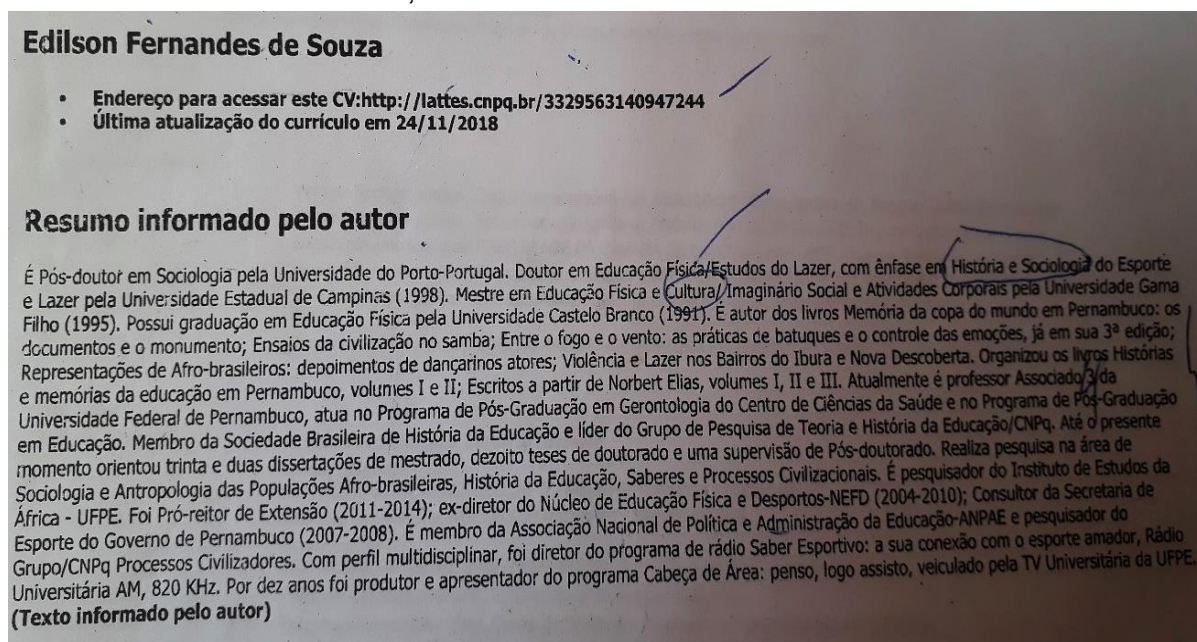 Edilson Fernandes de Souza
• Endereço para acessar este CV:http://lattes.cnpq.br/3329563140947244
• Última atualização do currículo em 24/11/2018
Resumo informado pelo autor
É Pós-doutor em Sociologia pela Universidade do Porto-Portugal. Doutor em Educação Física/Estudos do Lazer, com ênfase em História e Sociologia do Esporte
e Lazer pela Universidade Estadual de Campinas (1998). Mestre em Educação Física e Cultura/ Imaginário Social e Atividades Corporais pela Universidade Gama
Filho (1995). Possui graduação em Educação Física pela Universidade Castelo Branco (1991). É autor dos livros Memória da copa do mundo em Pernambuco: os
documentos e o monumento; Ensaios da civilização no samba; Entre o fogo e o vento: as práticas de batuques e o controle das emoções, já em sua 3ª edição;
Representações de Afro-brasileiros: depoimentos de dançarinos atores; Violência e Lazer nos Bairros do Ibura e Nova Descoberta. Organizou os livros Histórias
e memórias da educação em Pernambuco, volumes I e II; Escritos a partir de Norbert Elias, volumes I, II e III. Atualmente é professor Associado 3 da
Universidade Federal de Pernambuco, atua no Programa de Pós-Graduação em Gerontologia do Centro de Ciências da Saúde e no Programa de Pós-Graduação
em Educação. Membro da Sociedade Brasileira de História da Educação e líder do Grupo de Pesquisa de Teoria e História da Educação/CNPq. Até o presente
momento orientou trinta e duas dissertações de mestrado, dezoito teses de doutorado e uma supervisão de Pós-doutorado. Realiza pesquisa na área de
Sociologia e Antropologia das Populações Afro-brasileiras, História da Educação, Saberes e Processos Civilizacionais. É pesquisador do Instituto de Estudos da
África - UFPE. Foi Pró-reitor de Extensão (2011-2014); ex-diretor do Núcleo de Educação Física e Desportos-NEFD (2004-2010); Consultor da Secretaria de
Esporte do Governo de Pernambuco (2007-2008). É membro da Associação Nacional de Política e Administração da Educação-ANPAE e pesquisador do
Grupo/CNPq Processos Civilizadores. Com perfil multidisciplinar, foi diretor do programa de rádio Saber Esportivo: a sua conexão com o esporte amador, Rádio
Universitária AM, 820 KHz. Por dez anos foi produtor e apresentador do programa Cabeça de Área: penso, logo assisto, veiculado pela TV Universitária da UFPE.
(Texto informado pelo autor)